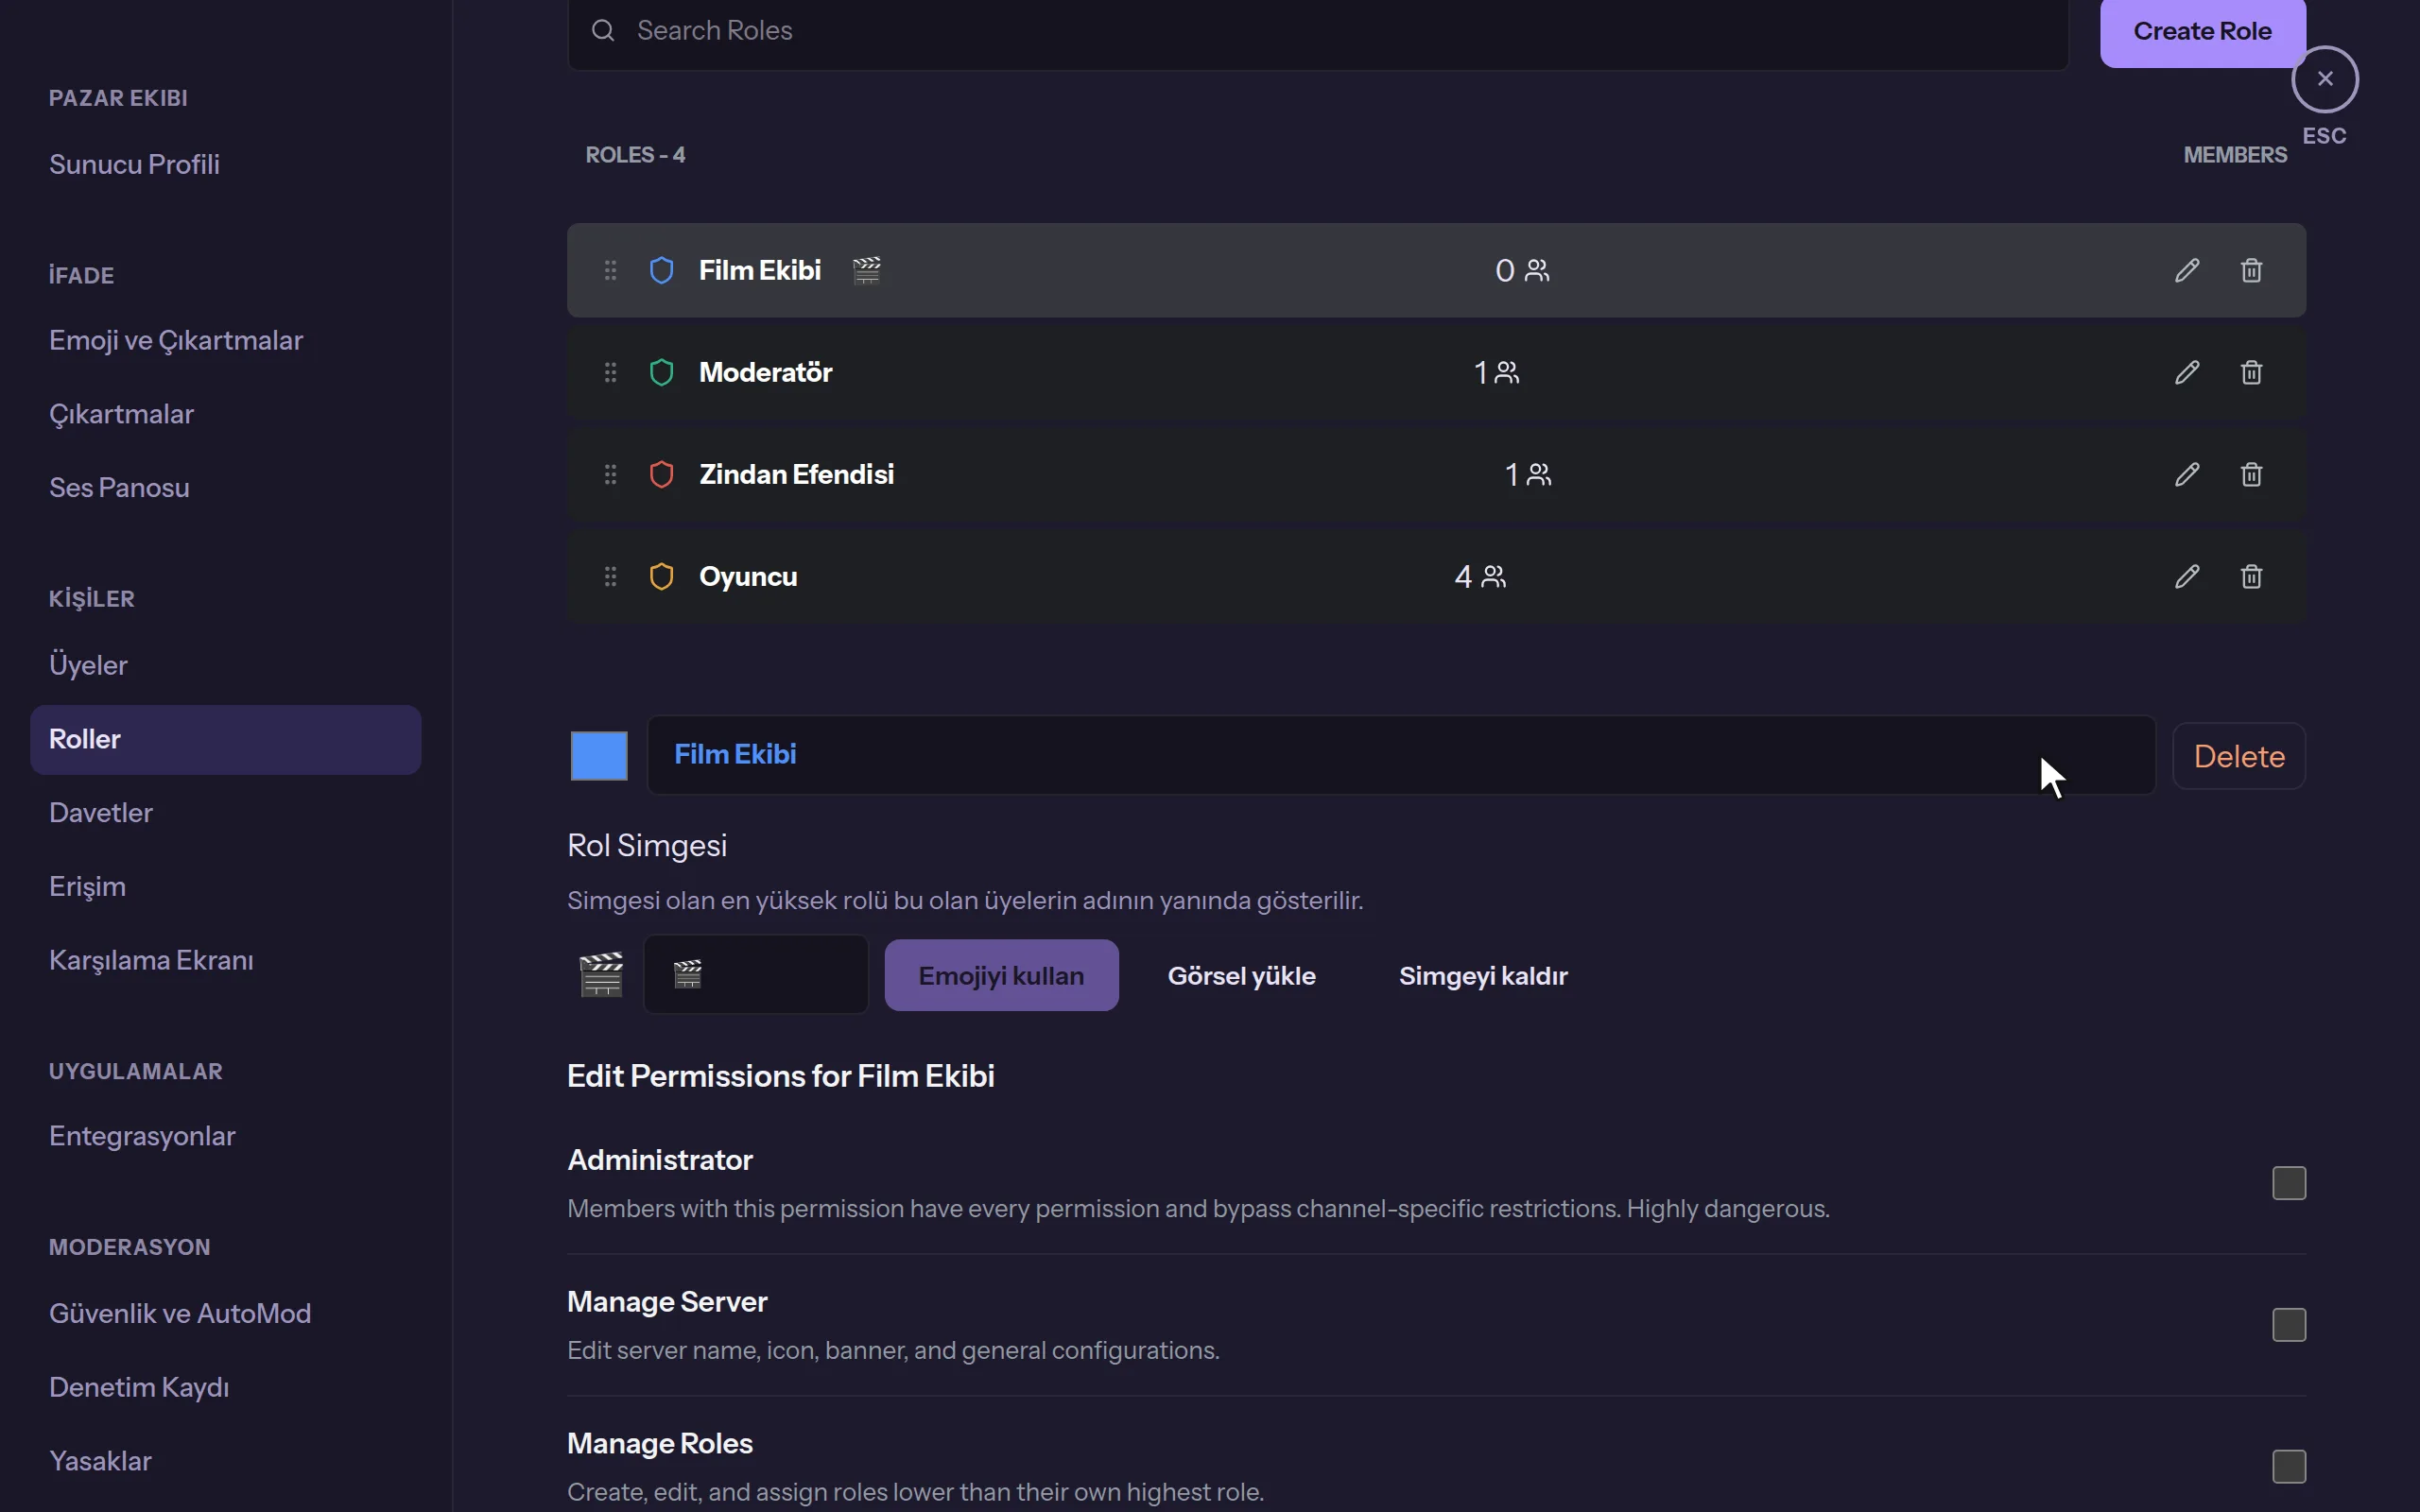 PAZAR EKIBI
Sunucu Profili
İFADE
Emoji ve Çıkartmalar
Çıkartmalar
Ses Panosu
KİŞİLER
Üyeler
Roller
Davetler
Erişim
Karşılama Ekranı
UYGULAMALAR
Entegrasyonlar
MODERASYON
Güvenlik ve AutoMod
Denetim Kaydı
Yasaklar
Search Roles
Create Role
ESC
ROLES - 4
MEMBERS
Film Ekibi 0
Moderatör 1
Zindan Efendisi 1
Oyuncu 4
Film Ekibi
Delete
Rol Simgesi
Simgesi olan en yüksek rolü bu olan üyelerin adının yanında gösterilir.
Emojiyi kullan
Görsel yükle
Simgeyi kaldır
Edit Permissions for Film Ekibi
Administrator
Members with this permission have every permission and bypass channel-specific restrictions. Highly dangerous.
Manage Server
Edit server name, icon, banner, and general configurations.
Manage Roles
Create, edit, and assign roles lower than their own highest role.